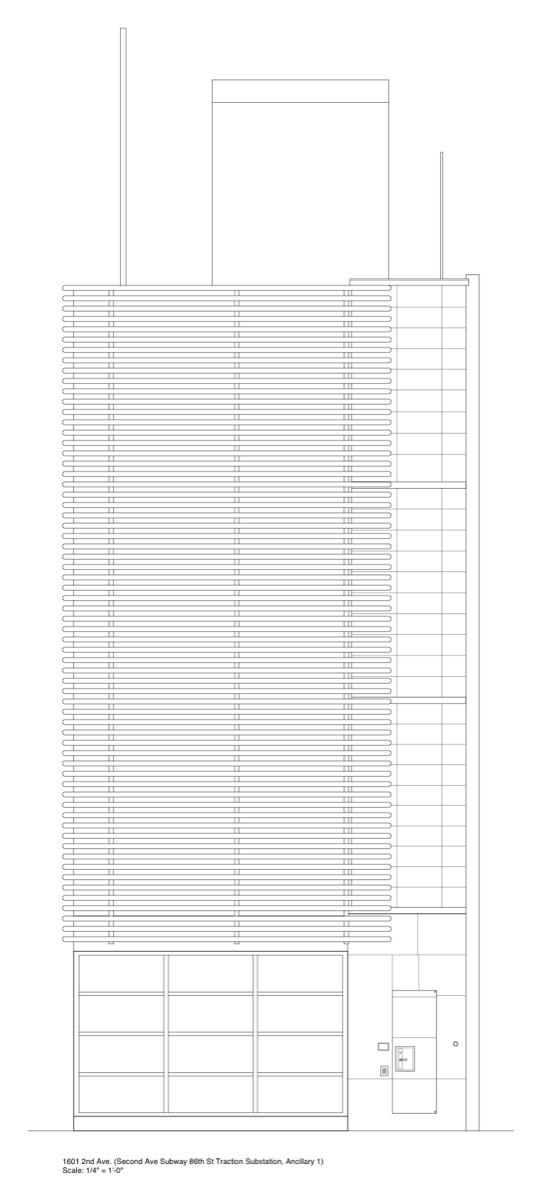 1601 2nd Ave. (Second Ave Subway 86th St Traction Substation, Ancillary 1)
Scale: 1/4" = 1'-0"